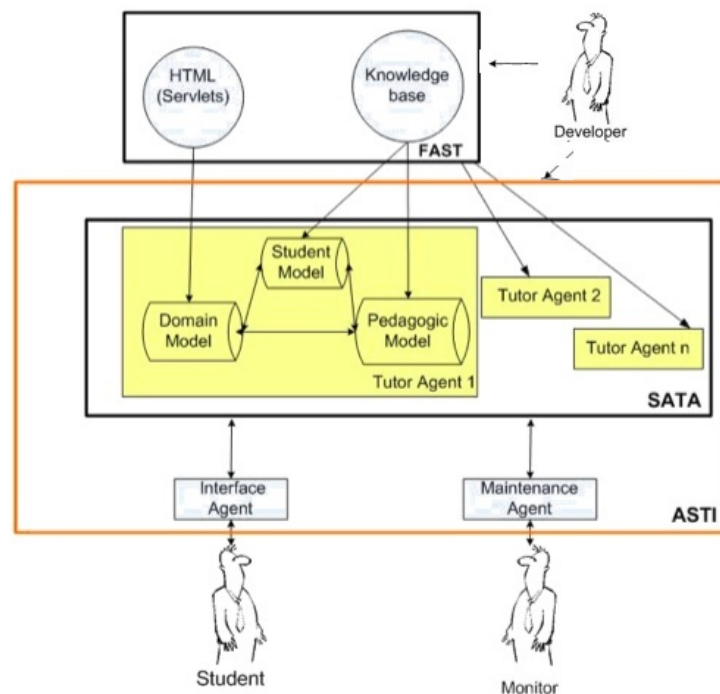 HTML
(Servlets)
Knowledge
base
FAST
Developer
Student
Model
Domain
Model
Pedagogic
Model
Tutor Agent 1
Tutor Agent 2
Tutor Agent n
SATA
Interface
Agent
Maintenance
Agent
ASTI
Student
Monitor